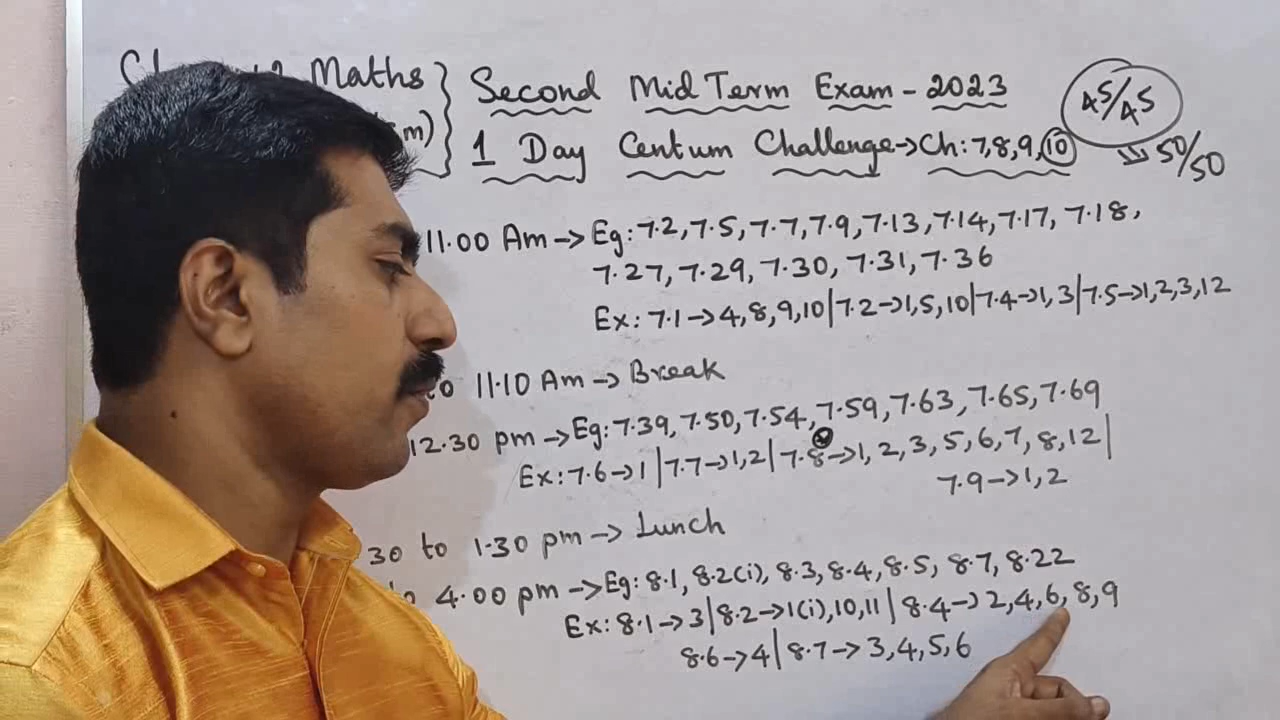 Maths } Second Mid Term Exam - 2023
m) } 1 Day Centum Challenge → Ch: 7, 8, 9, 10
45/45
50/50
11.00 Am → Eg: 7.2, 7.5, 7.7, 7.9, 7.13, 7.14, 7.17, 7.18,
7.27, 7.29, 7.30, 7.31, 7.36
Ex: 7.1 → 4, 8, 9, 10 | 7.2 → 1, 5, 10 | 7.4 → 1, 3 | 7.5 → 1, 2, 3, 12
to 11.10 Am → Break
12.30 pm → Eg: 7.39, 7.50, 7.54, 7.59, 7.63, 7.65, 7.69
Ex: 7.6 → 1 | 7.7 → 1, 2 | 7.8 → 1, 2, 3, 5, 6, 7, 8, 12 |
7.9 → 1, 2
30 to 1.30 pm → Lunch
4.00 pm → Eg: 8.1, 8.2(i), 8.3, 8.4, 8.5, 8.7, 8.22
Ex: 8.1 → 3 | 8.2 → 1(i), 10, 11 | 8.4 → 2, 4, 6, 8, 9
8.6 → 4 | 8.7 → 3, 4, 5, 6